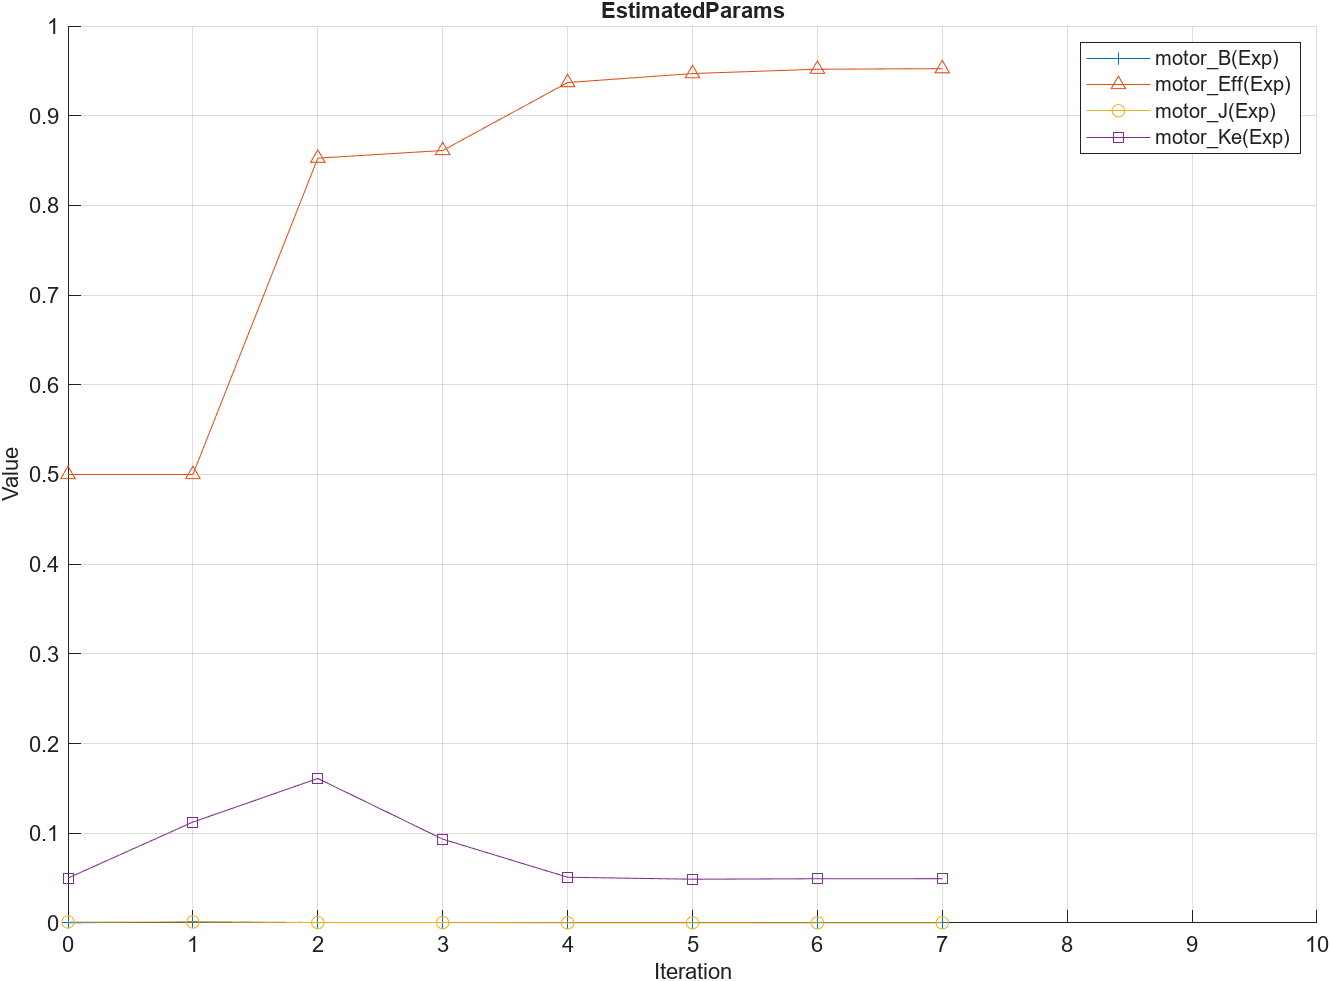 EstimatedParams
1
0.9
0.8
0.7
0.6
0.5
0.4
0.3
0.2
0.1
0
Value
0 1 2 3 4 5 6 7 8 9 10
Iteration
motor_B(Exp)
motor_Eff(Exp)
motor_J(Exp)
motor_Ke(Exp)